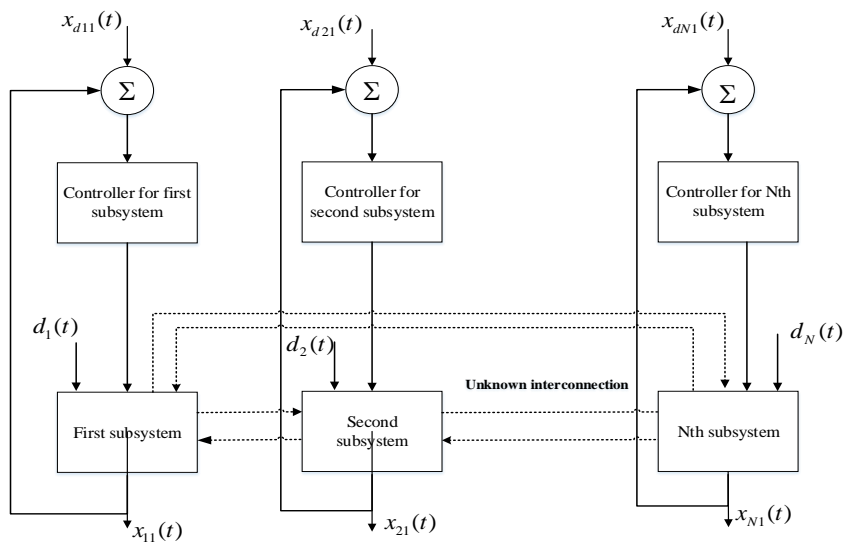 x_{d11}(t)
x_{d21}(t)
x_{dN1}(t)
Σ
Σ
Σ
Controller for first
subsystem
Controller for
second subsystem
Controller for Nth
subsystem
d_1(t)
d_2(t)
d_N(t)
Unknown interconnection
First subsystem
Second
subsystem
Nth subsystem
x_{11}(t)
x_{21}(t)
x_{N1}(t)